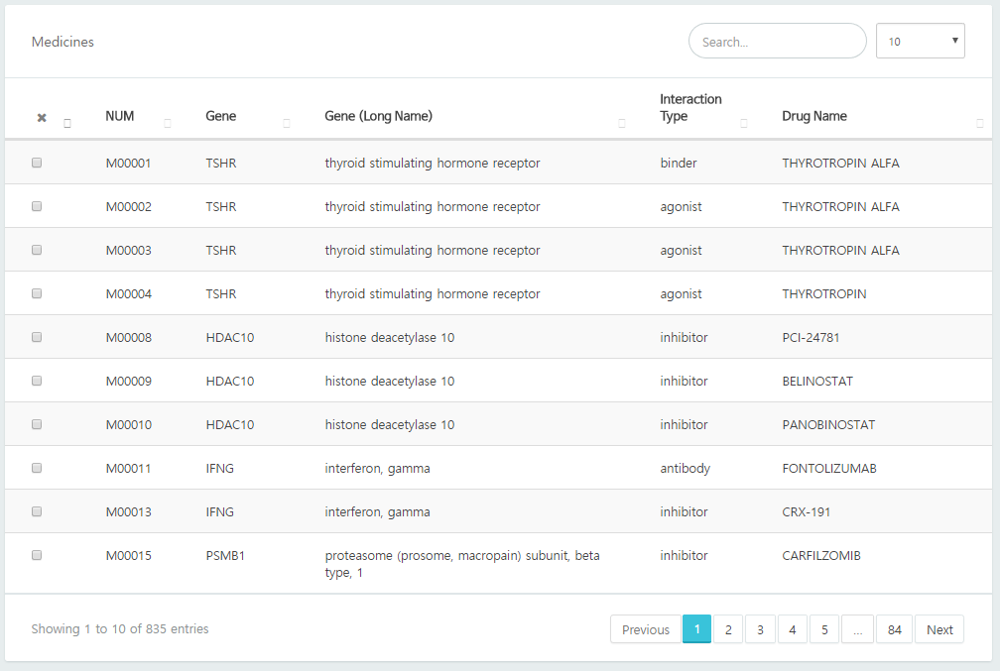 Medicines Search... 10
NUM Gene Gene (Long Name) Interaction Type Drug Name
M00001 TSHR thyroid stimulating hormone receptor binder THYROTROPIN ALFA
M00002 TSHR thyroid stimulating hormone receptor agonist THYROTROPIN ALFA
M00003 TSHR thyroid stimulating hormone receptor agonist THYROTROPIN ALFA
M00004 TSHR thyroid stimulating hormone receptor agonist THYROTROPIN
M00008 HDAC10 histone deacetylase 10 inhibitor PCI-24781
M00009 HDAC10 histone deacetylase 10 inhibitor BELINOSTAT
M00010 HDAC10 histone deacetylase 10 inhibitor PANOBINOSTAT
M00011 IFNG interferon, gamma antibody FONTOLIZUMAB
M00013 IFNG interferon, gamma inhibitor CRX-191
M00015 PSMB1 proteasome (prosome, macropain) subunit, beta inhibitor CARFILZOMIB
type, 1
Showing 1 to 10 of 835 entries Previous 1 2 3 4 5 ... 84 Next